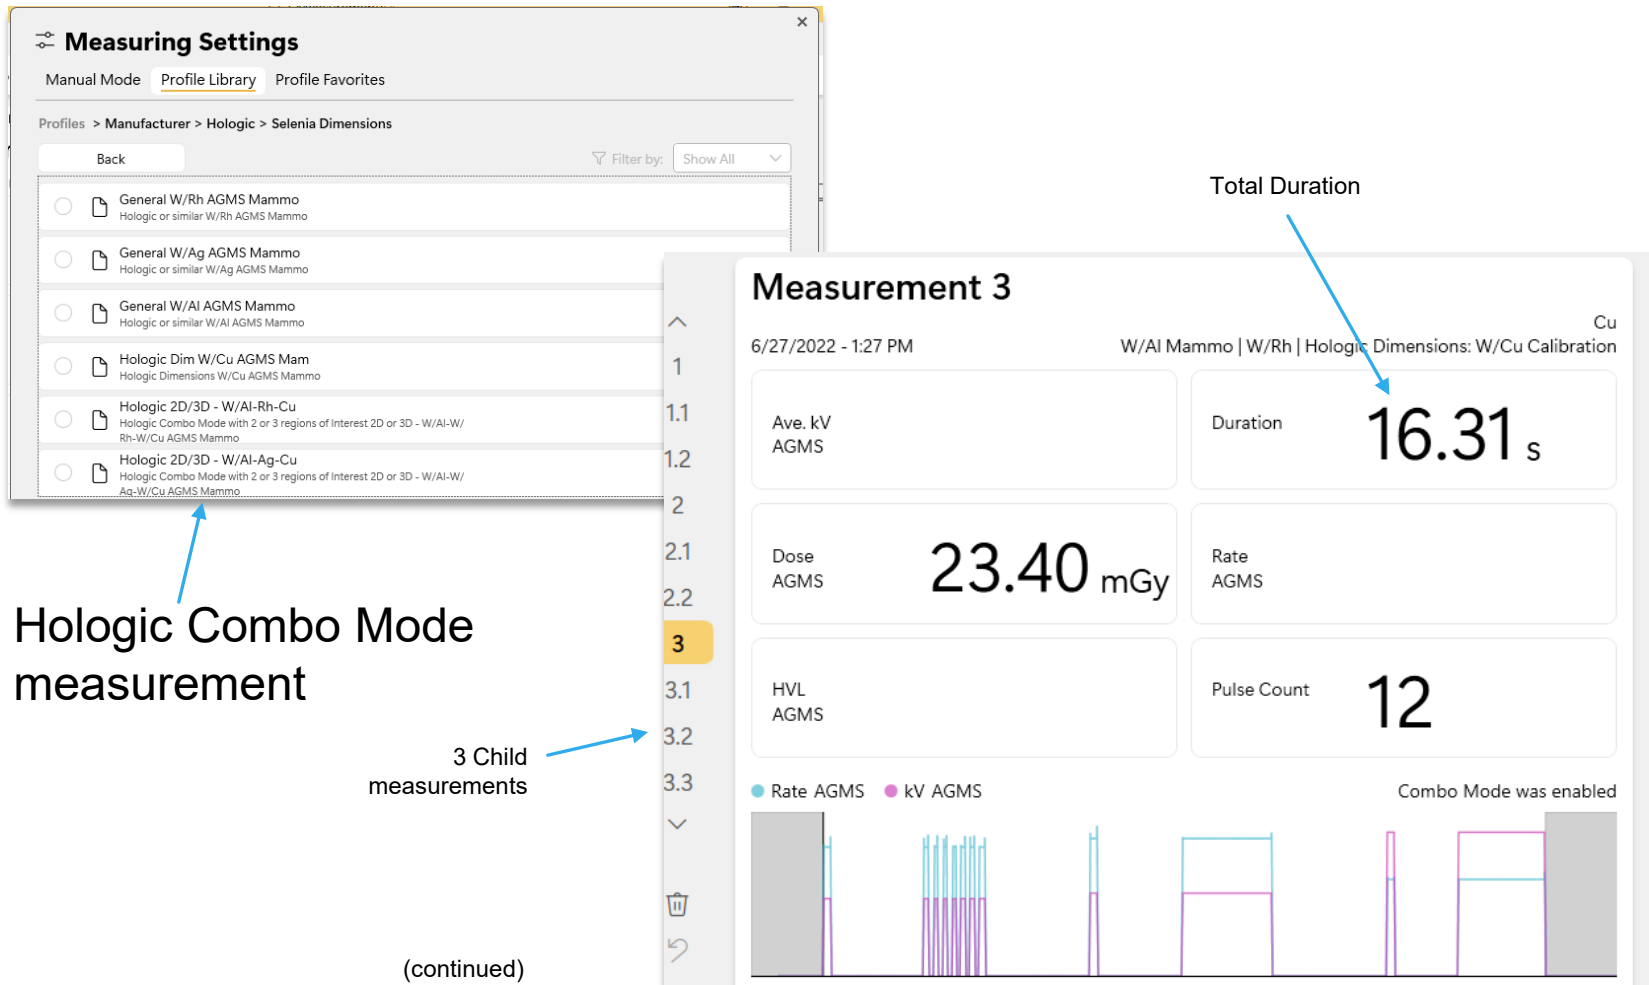 Measuring Settings
Manual Mode Profile Library Profile Favorites
Profiles > Manufacturer > Hologic > Selenia Dimensions
Back
Filter by: Show All
General W/Rh AGMS Mammo
Hologic or similar W/Rh AGMS Mammo
General W/Ag AGMS Mammo
Hologic or similar W/Ag AGMS Mammo
General W/Al AGMS Mammo
Hologic or similar W/Al AGMS Mammo
Hologic Dim W/Cu AGMS Mam
Hologic Dimensions W/Cu AGMS Mammo
Hologic 2D/3D - W/Al-Rh-Cu
Hologic Combo Mode with 2 or 3 regions of Interest 2D or 3D - W/Al-W/
Rh-W/Cu AGMS Mammo
Hologic 2D/3D - W/Al-Ag-Cu
Hologic Combo Mode with 2 or 3 regions of Interest 2D or 3D - W/Al-W/
Ag-W/Cu AGMS Mammo
Hologic Combo Mode
measurement
3 Child
measurements
(continued)
Total Duration
1
1.1
1.2
2
2.1
2.2
3
3.1
3.2
3.3
Measurement 3
Cu
6/27/2022 - 1:27 PM
W/Al Mammo | W/Rh | Hologic Dimensions: W/Cu Calibration
Ave. kV
AGMS
Duration 16.31 s
Dose
AGMS
23.40 mGy
Rate
AGMS
HVL
AGMS
Pulse Count 12
Rate AGMS kV AGMS
Combo Mode was enabled